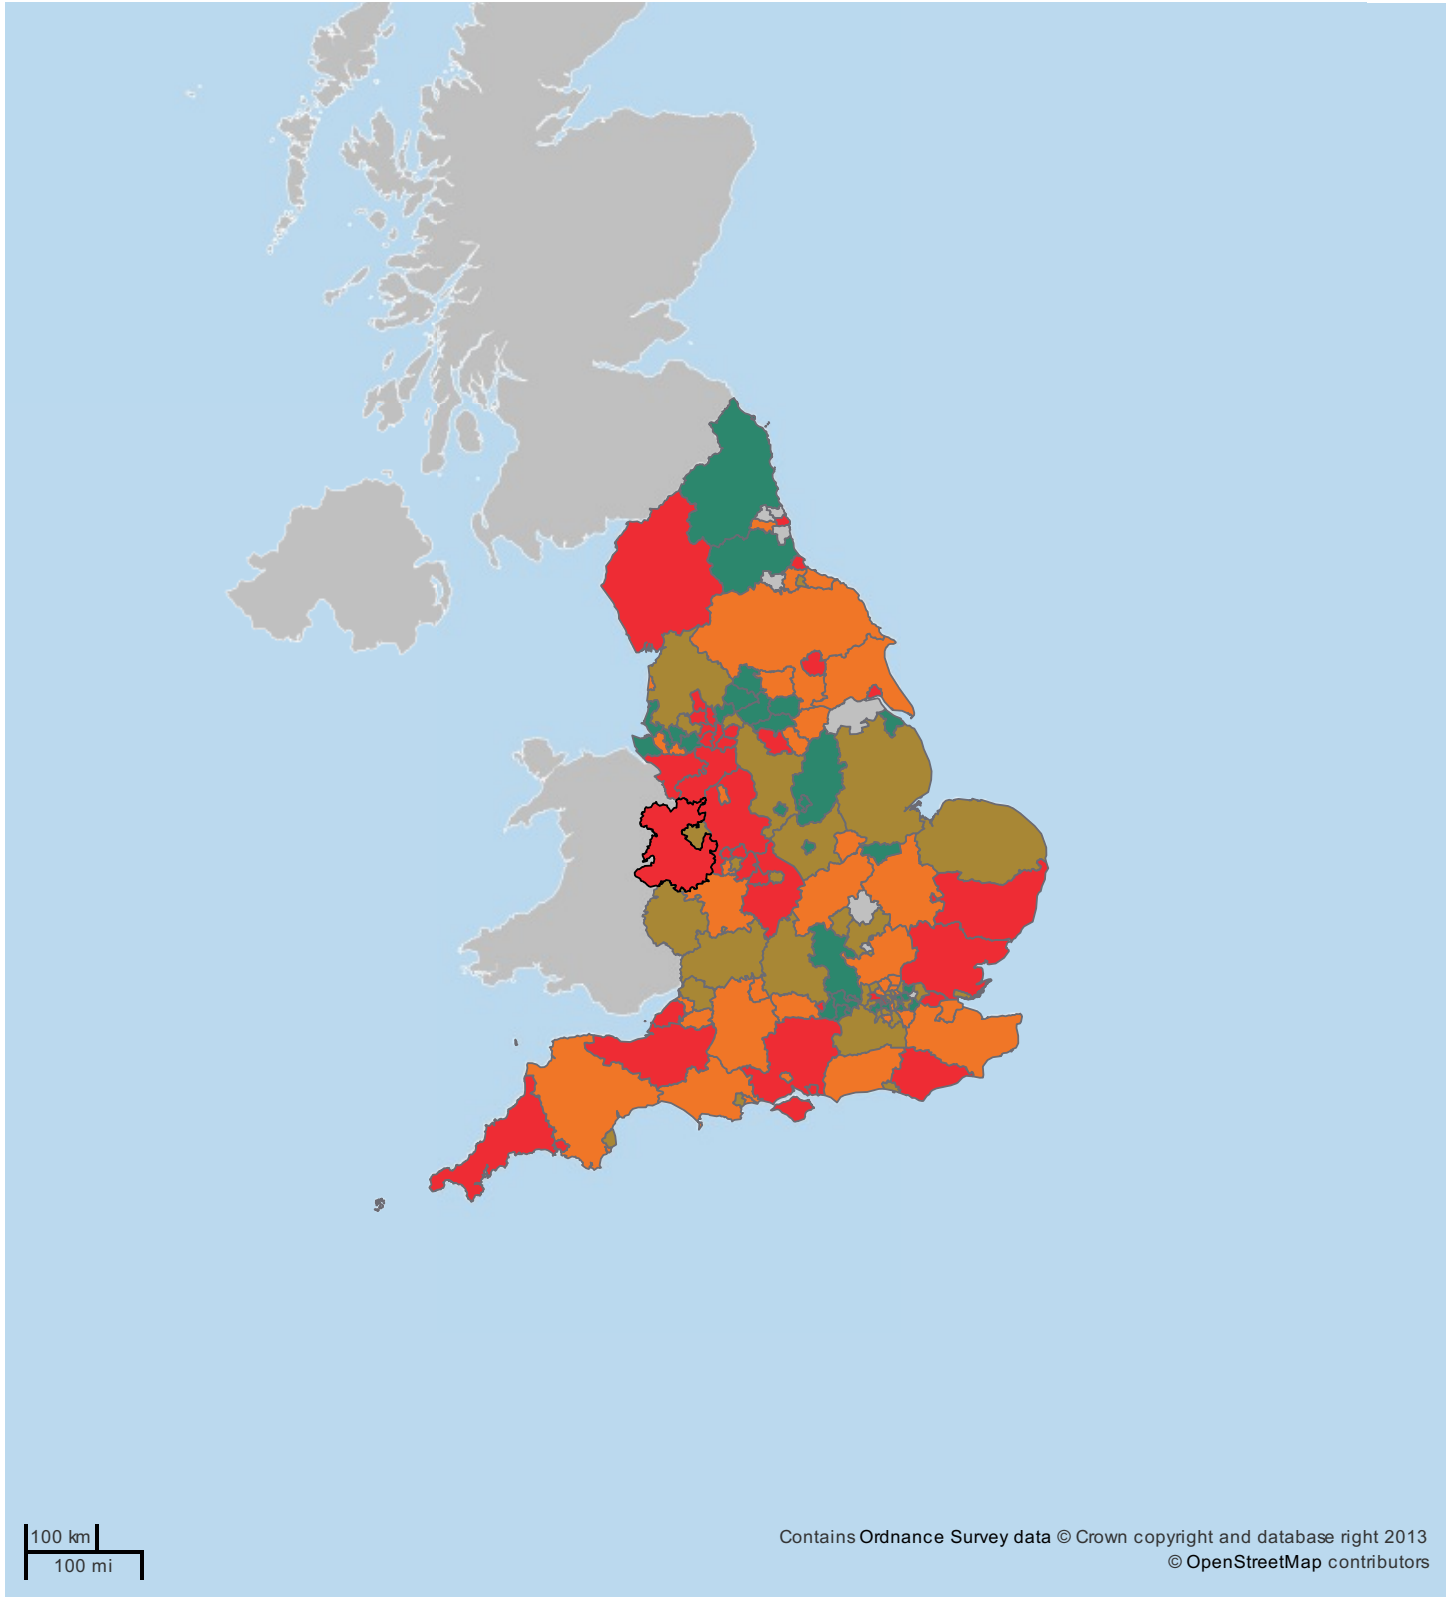 100 km
100 mi
Contains Ordnance Survey data © Crown copyright and database right 2013
© OpenStreetMap contributors